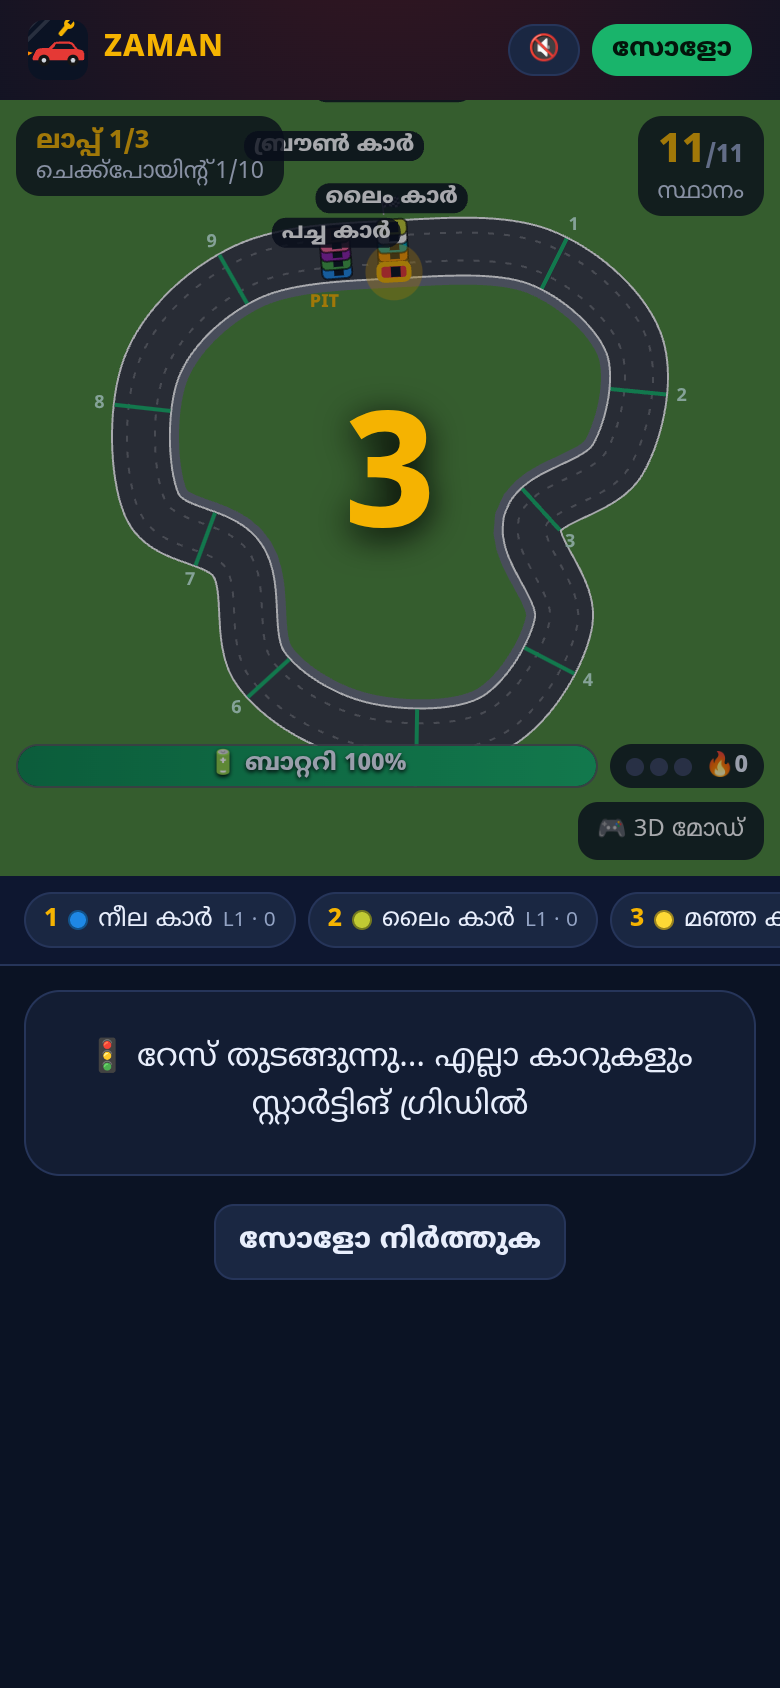 ZAMAN
സോളോ
ലാപ്പ് 1/3
ചെക്ക്പോയിന്റ് 1/10
ബ്രൗൺ കാർ
11/11
സ്ഥാനം
ലൈം കാർ
പച്ച കാർ
PIT
1
9
2
8
3
3
7
4
6
🔋 ബാറ്ററി 100%
🔥0
🎮 3D മോഡ്
1 നീല കാർ L1 · 0
2 ലൈം കാർ L1 · 0
3 മഞ്ഞ
🚦 റേസ് തുടങ്ങുന്നു... എല്ലാ കാറുകളും
സ്റ്റാർട്ടിങ് ഗ്രിഡിൽ
സോളോ നിർത്തുക